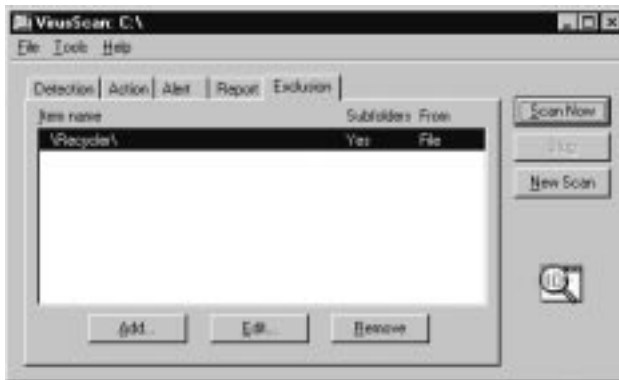 VirusScan: C:\
File Tools Help
Detection Action Alert Report Exclusion
Item name Subfolders From
\Recycler\ Yes File
Scan Now
Stop
New Scan
Add... Edit... Remove